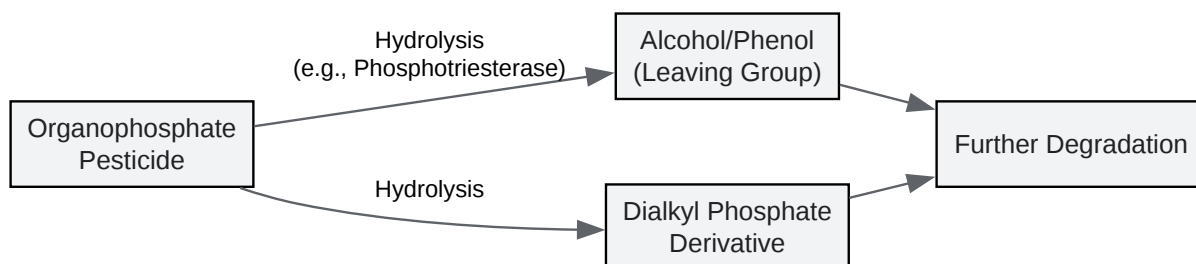 Organophosphate
Pesticide
Hydrolysis
(e.g., Phosphotriesterase)
Hydrolysis
Alcohol/Phenol
(Leaving Group)
Dialkyl Phosphate
Derivative
Further Degradation